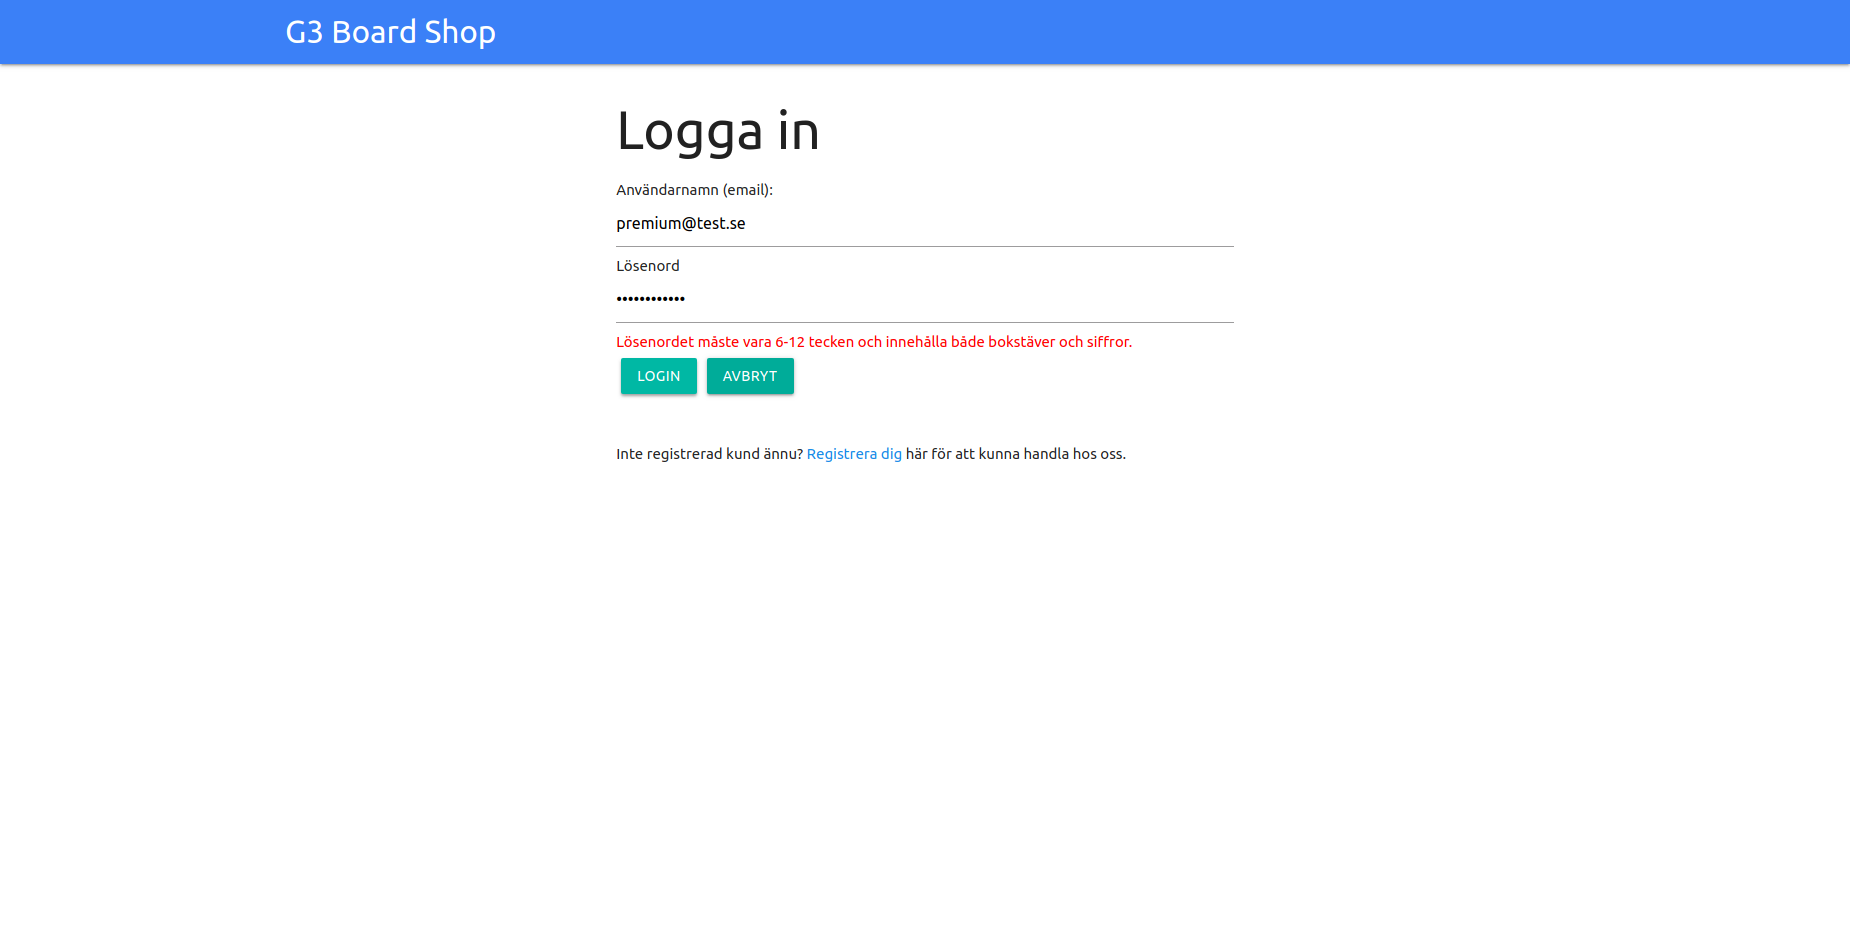 G3 Board Shop
Logga in
Användarnamn (email):
premium@test.se
Lösenord
••••••••••••
Lösenordet måste vara 6-12 tecken och innehålla både bokstäver och siffror.
LOGIN AVBRYT
Inte registrerad kund ännu? Registrera dig här för att kunna handla hos oss.